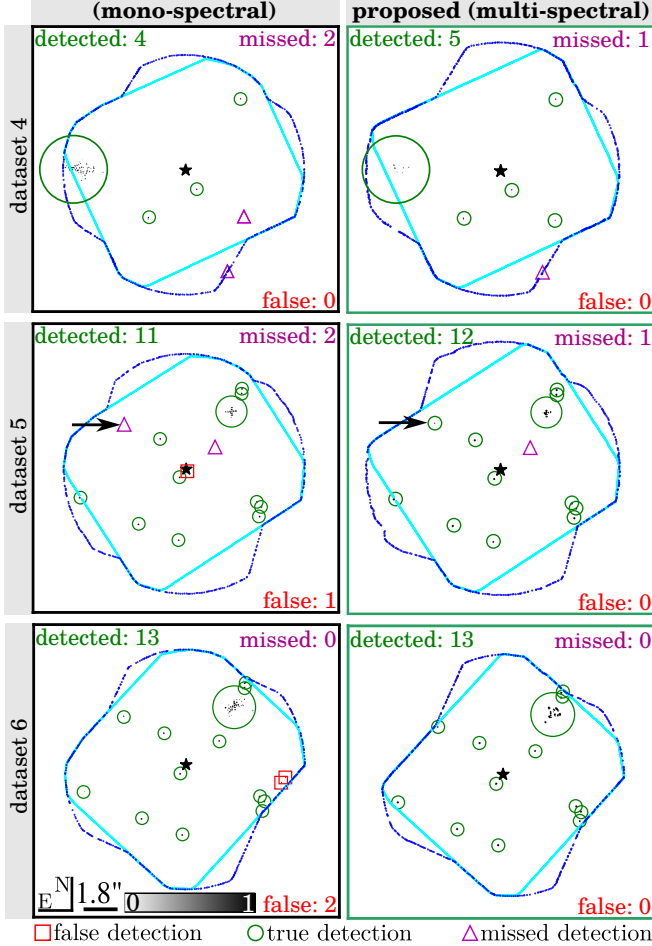 (mono-spectral)
proposed (multi-spectral)
dataset 4
detected: 4
missed: 2
false: 0
detected: 5
missed: 1
false: 0
dataset 5
detected: 11
missed: 2
false: 1
detected: 12
missed: 1
false: 0
dataset 6
detected: 13
missed: 0
E N 1.8" 0 1
false: 2
detected: 13
missed: 0
false: 0
false detection
true detection
missed detection